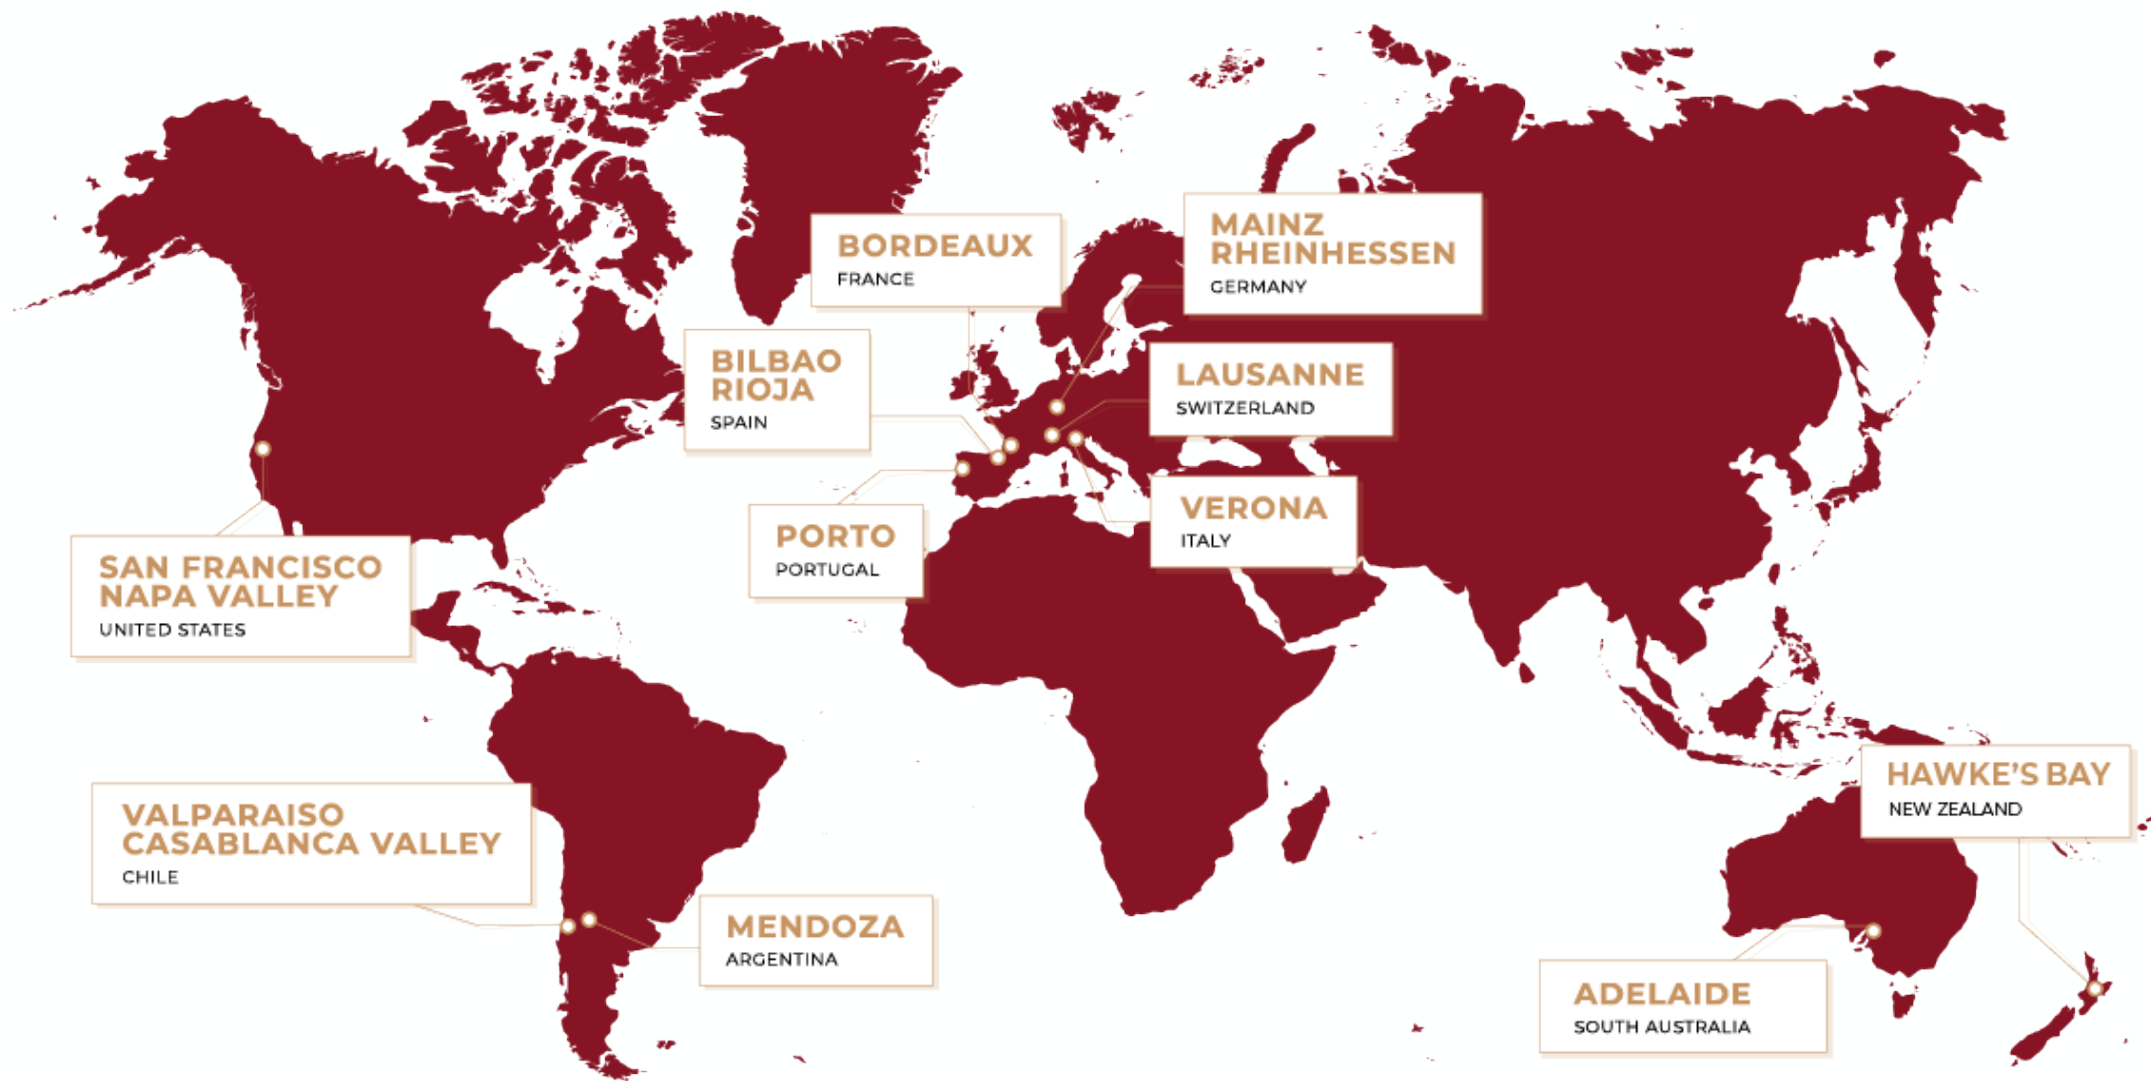 MAINZ
RHEINHESSEN
GERMANY
BORDEAUX
FRANCE
BILBAO
RIOJA
SPAIN
LAUSANNE
SWITZERLAND
VERONA
ITALY
PORTO
PORTUGAL
SAN FRANCISCO
NAPA VALLEY
UNITED STATES
HAWKE'S BAY
NEW ZEALAND
VALPARAISO
CASABLANCA VALLEY
CHILE
MENDOZA
ARGENTINA
ADELAIDE
SOUTH AUSTRALIA